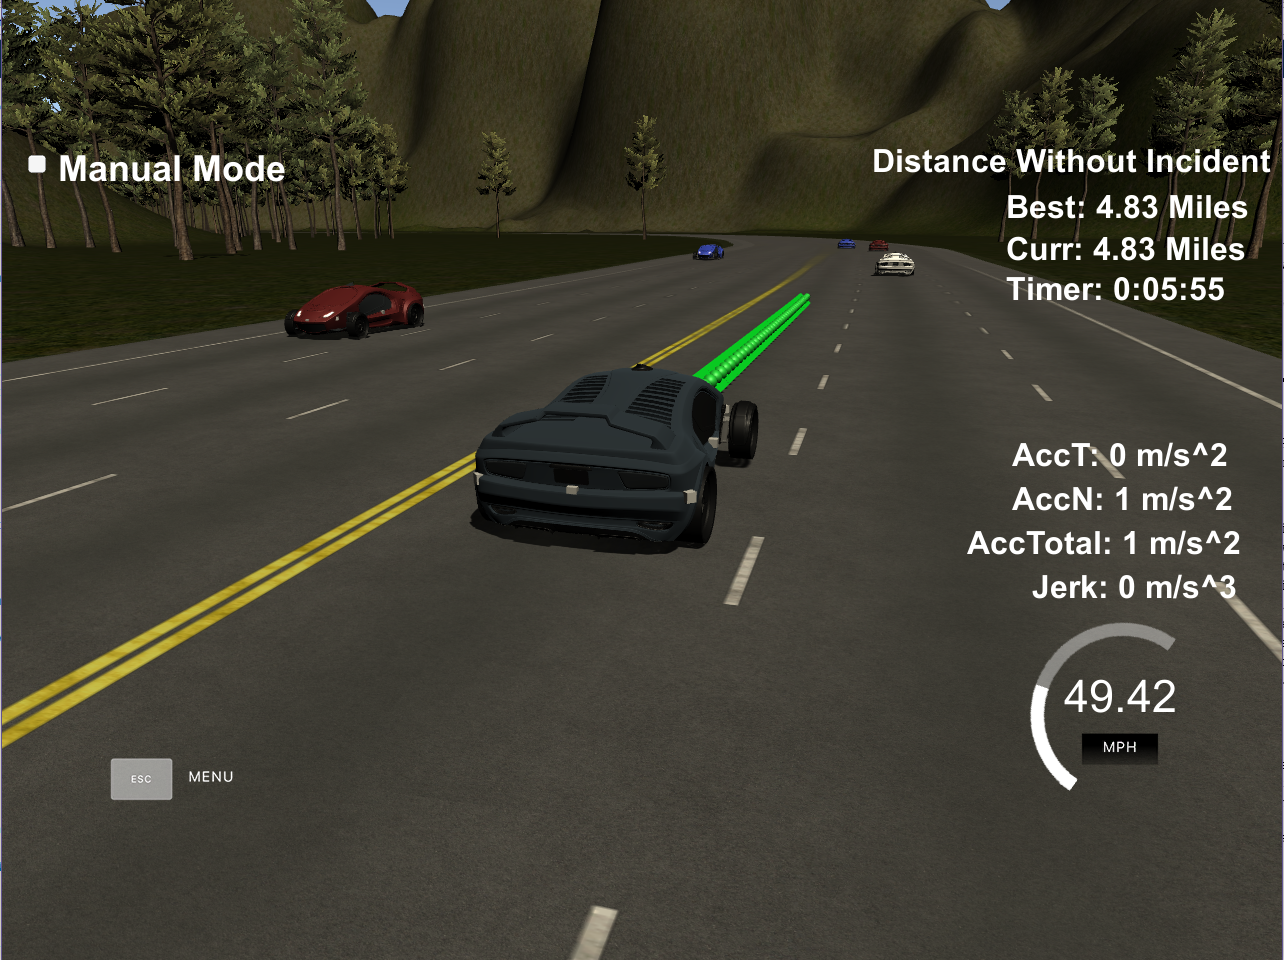 Manual Mode
Distance Without Incident
Best: 4.83 Miles
Curr: 4.83 Miles
Timer: 0:05:55
AccT: 0 m/s^2
AccN: 1 m/s^2
AccTotal: 1 m/s^2
Jerk: 0 m/s^3
49.42
MPH
ESC MENU